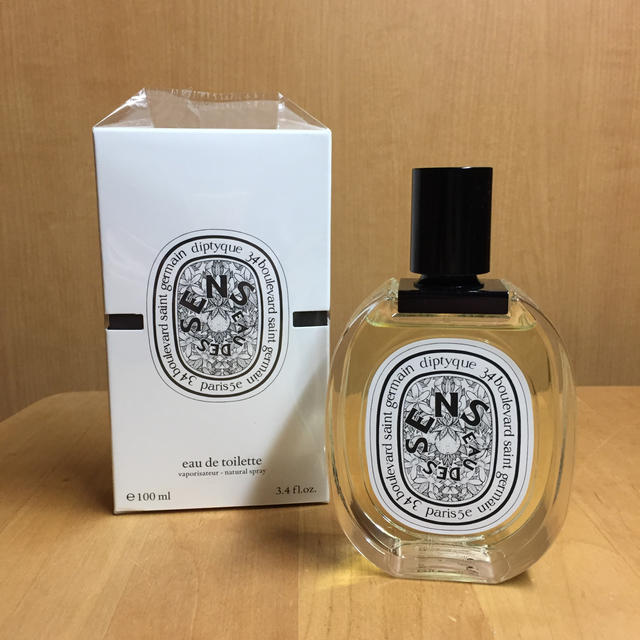 diptyque 34 boulevard saint germain paris 5e 34 boulevard saint germain
EAU DES SENS
eau de toilette
vaporisateur - natural spray
℮ 100 ml 3.4 fl.oz.
diptyque 34 boulevard saint germain paris 5e 34 boulevard saint germain
EAU DES SENS